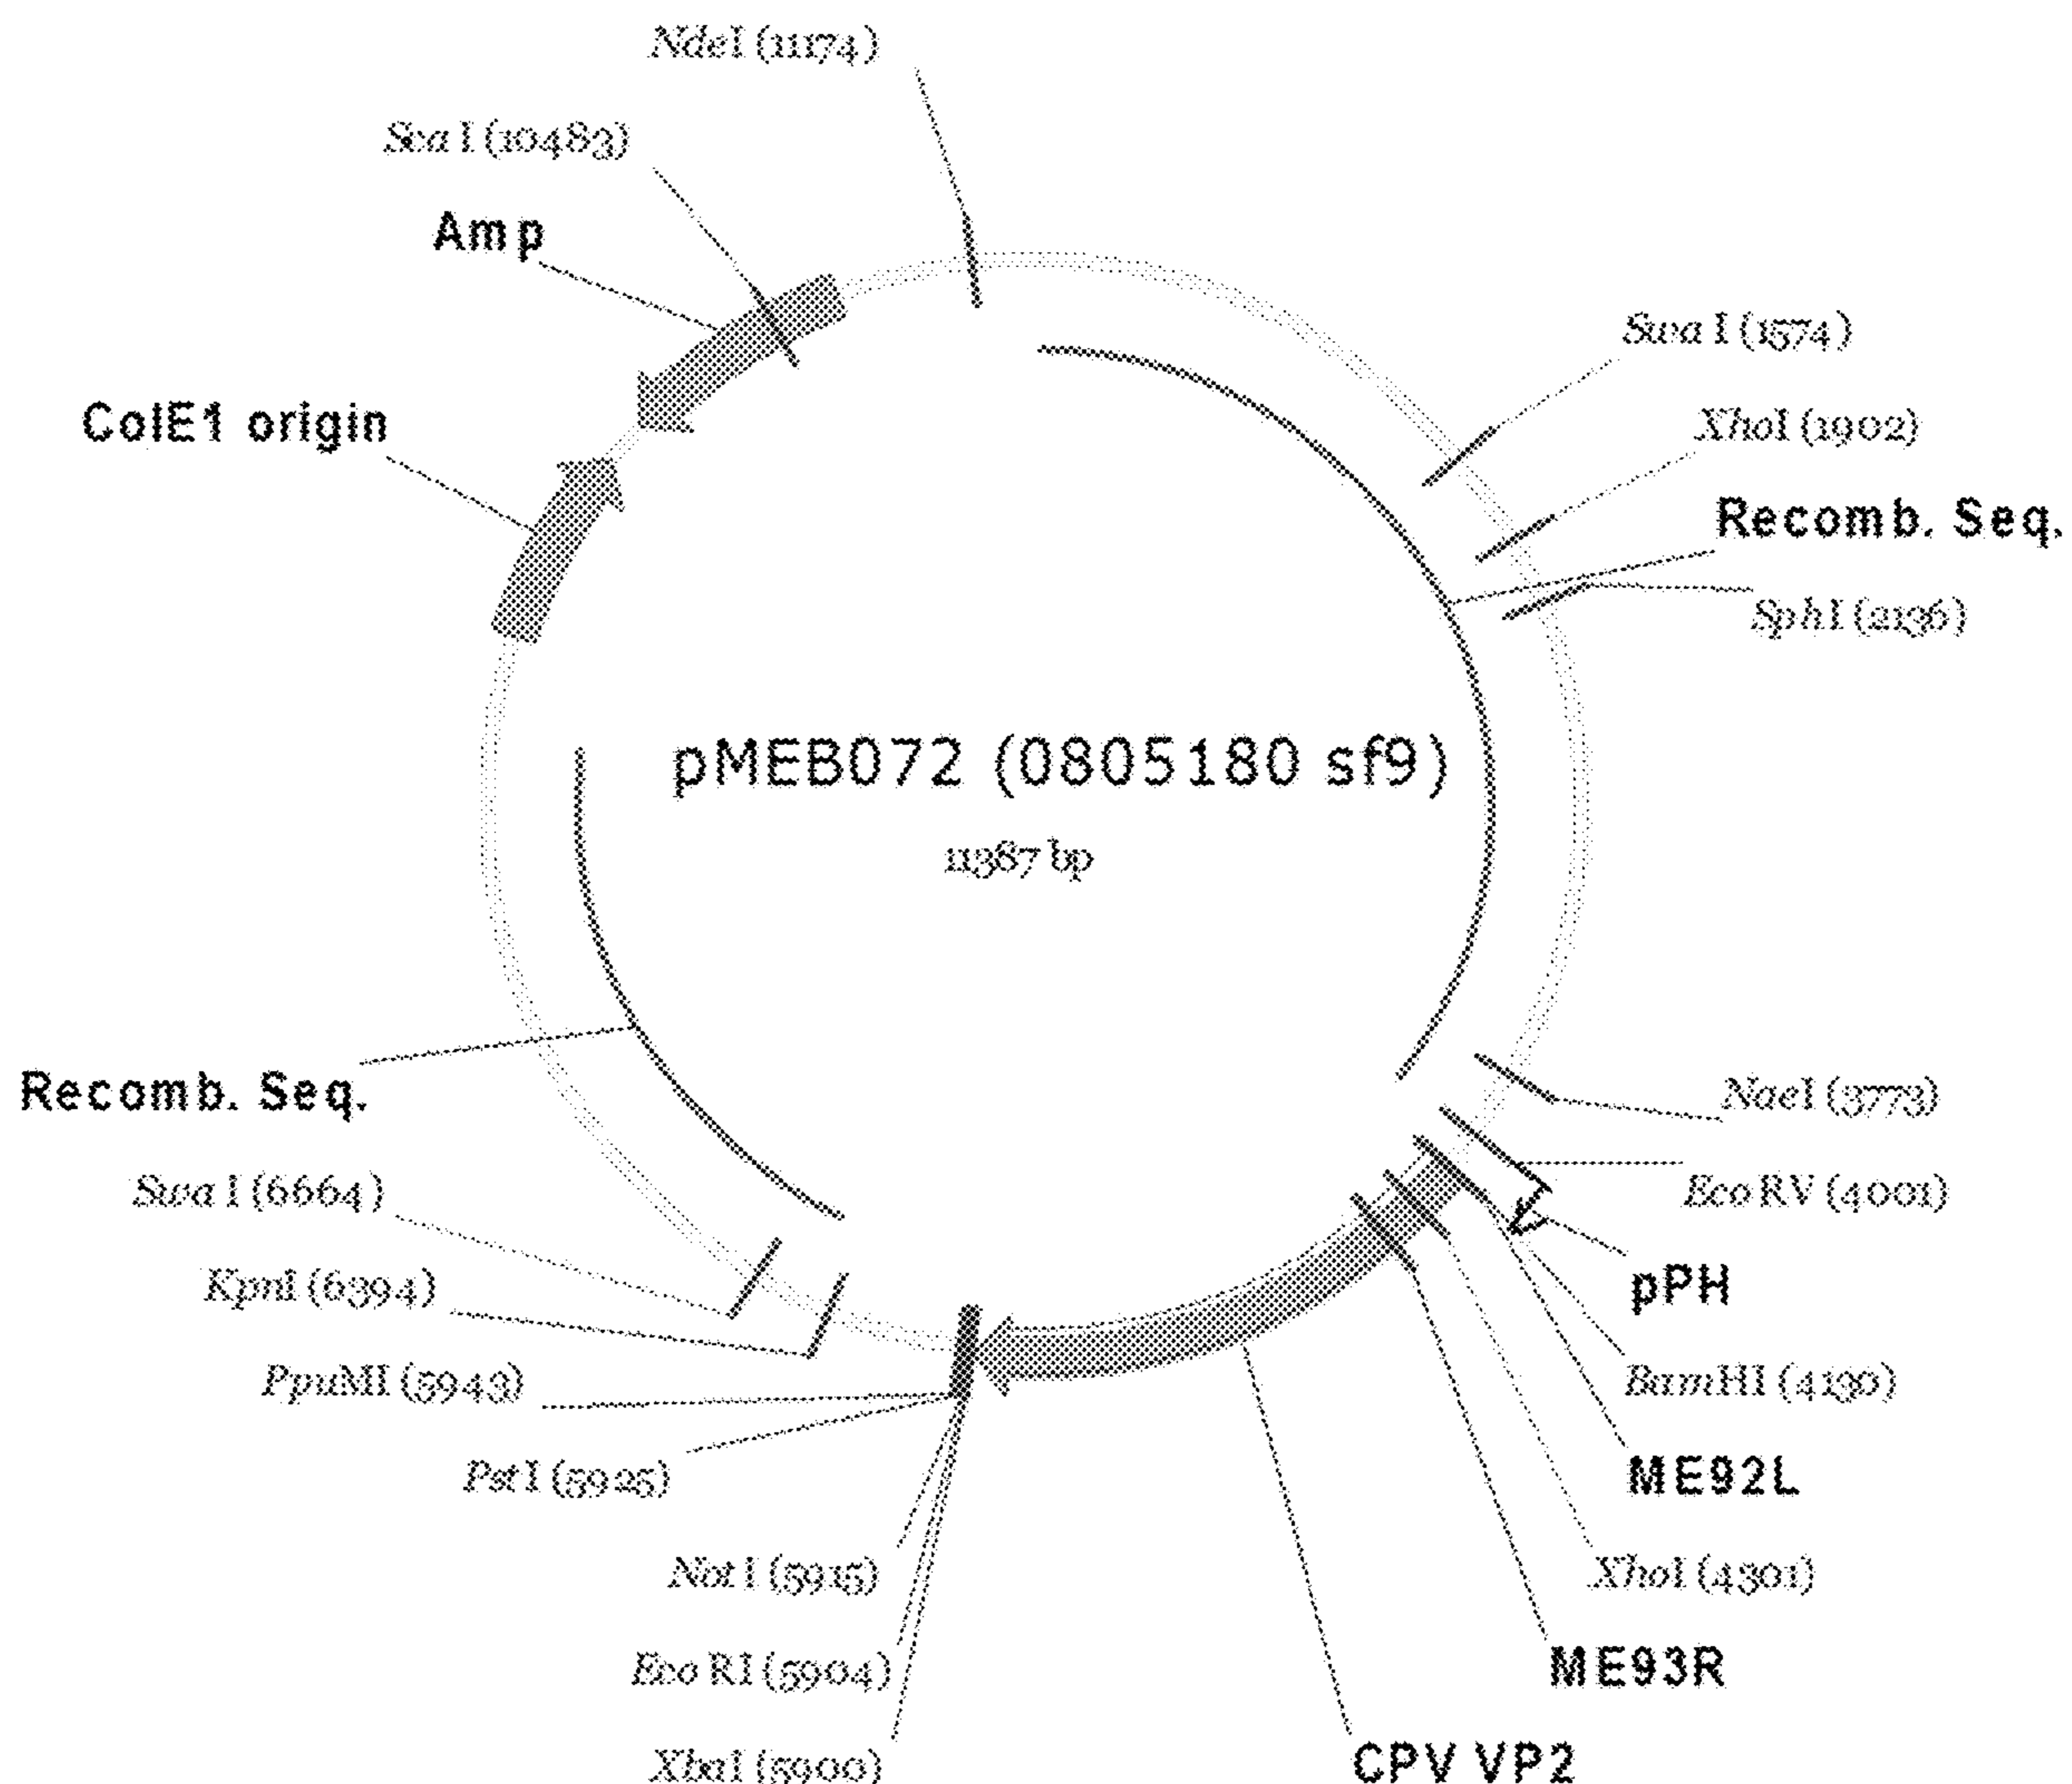 NdeI (11174)
ScaI (10483)
Amp
ColE1 origin
SwaI (1574)
XhoI (1902)
Recomb. Seq.
SphI (2136)
pMEB072 (0805180 sf9)
11387 bp
NaeI (3773)
EcoRV (4001)
pPH
BamHI (4130)
ME92L
XhoI (4301)
ME93R
CPV VP2
Recomb. Seq.
SwaI (6664)
KpnI (6394)
PpuMI (5943)
PstI (5925)
NotI (5915)
EcoRI (5904)
XbaI (5900)